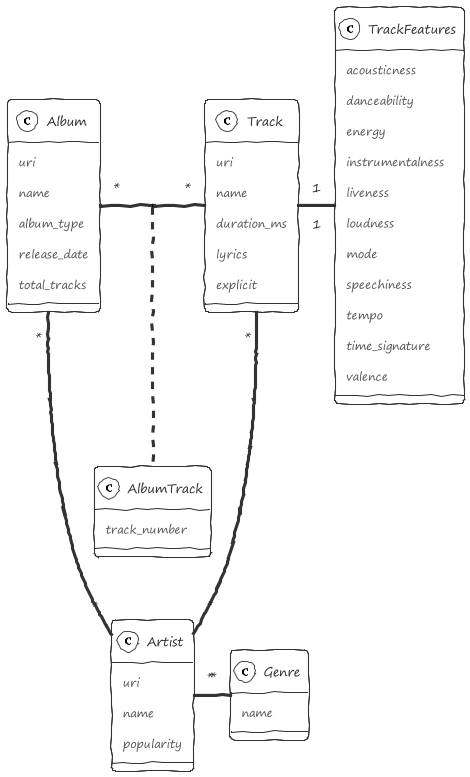 C TrackFeatures
acousticness
danceability
energy
instrumentalness
liveness
loudness
mode
speechiness
tempo
time_signature
valence
C Album
uri
name
album_type
release_date
total_tracks
* *
C Track
uri
name
duration_ms
lyrics
explicit
1
1
*
*
C AlbumTrack
track_number
C Artist
uri
name
popularity
*
C Genre
name